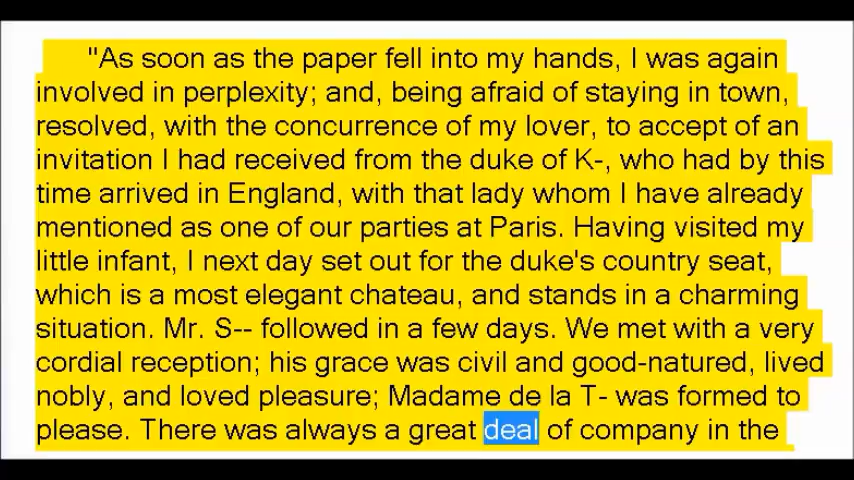 "As soon as the paper fell into my hands, I was again
involved in perplexity; and, being afraid of staying in town,
resolved, with the concurrence of my lover, to accept of an
invitation I had received from the duke of K-, who had by this
time arrived in England, with that lady whom I have already
mentioned as one of our parties at Paris. Having visited my
little infant, I next day set out for the duke's country seat,
which is a most elegant chateau, and stands in a charming
situation. Mr. S-- followed in a few days. We met with a very
cordial reception; his grace was civil and good-natured, lived
nobly, and loved pleasure; Madame de la T- was formed to
please. There was always a great deal of company in the